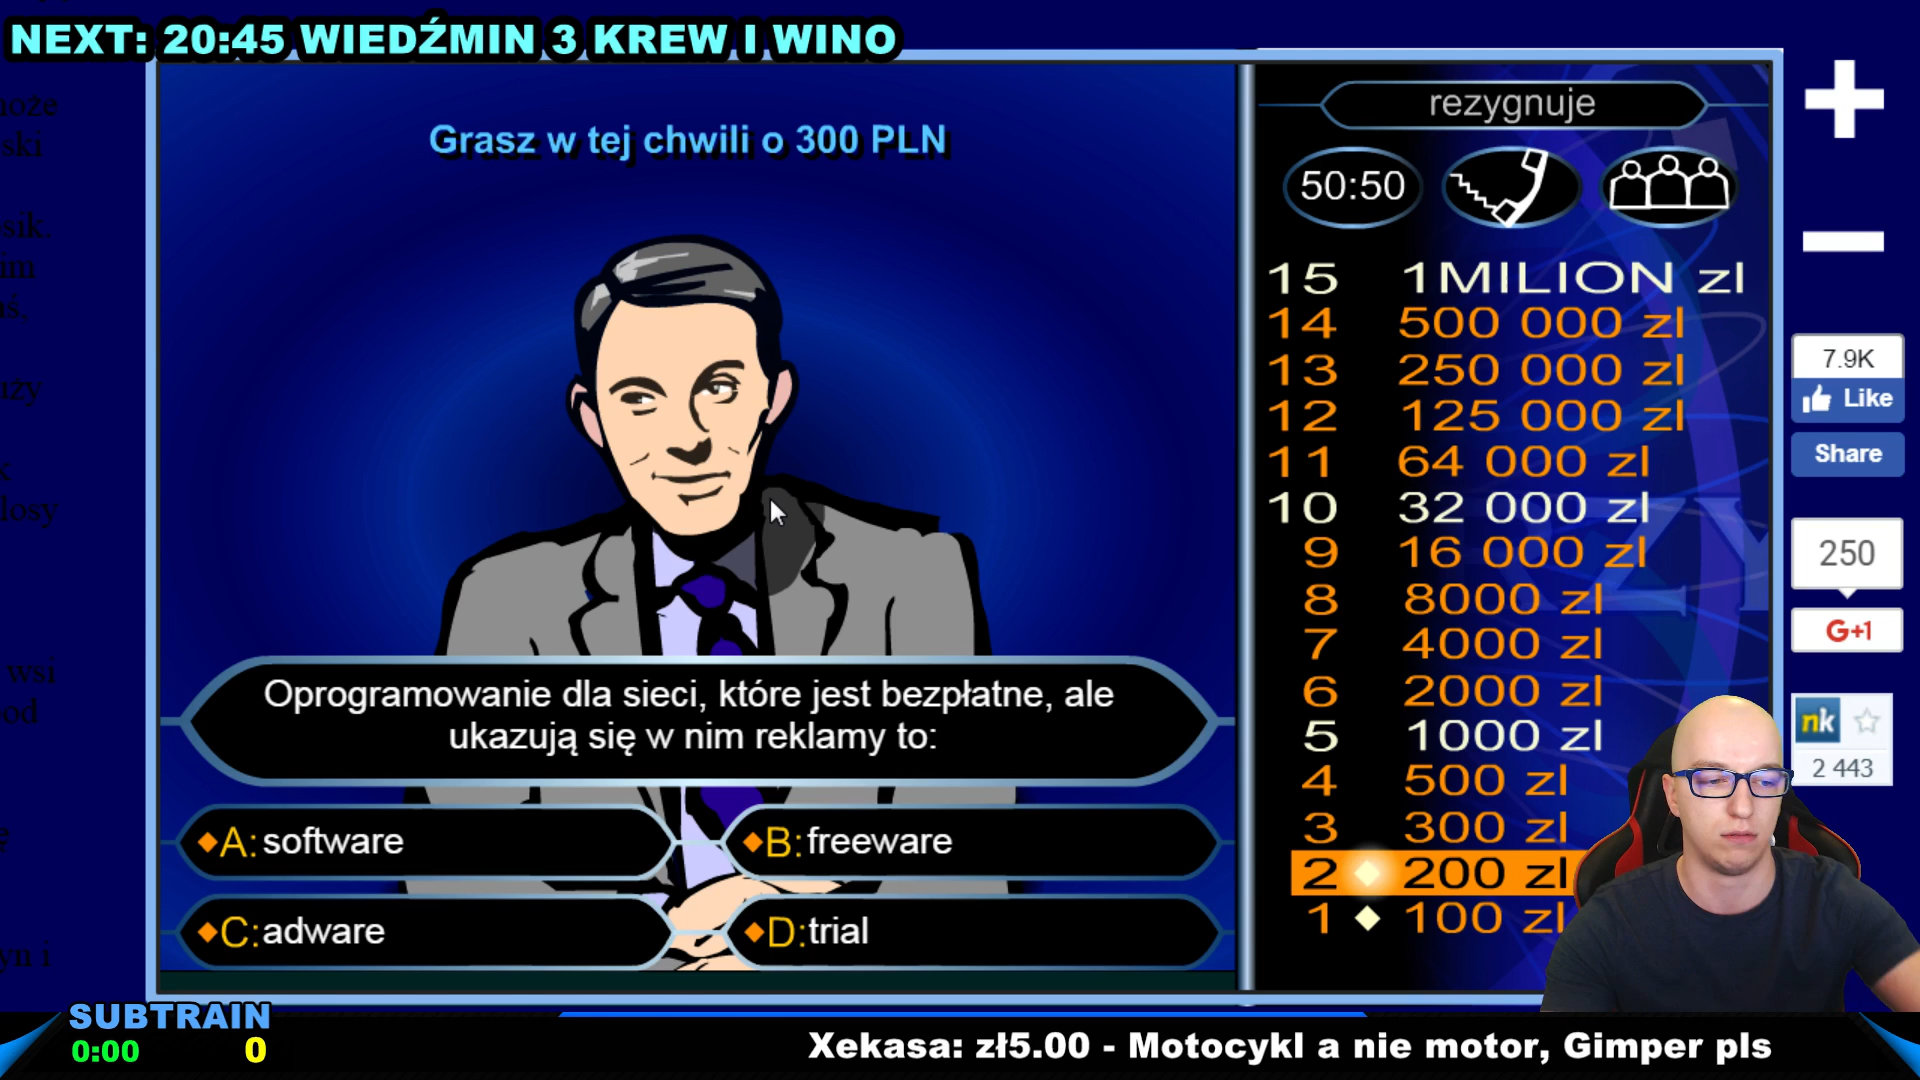 NEXT: 20:45 WIEDŹMIN 3 KREW I WINO
Grasz w tej chwili o 300 PLN
rezygnuje
50:50
15 1MILION zl
14 500 000 zl
13 250 000 zl
12 125 000 zl
11 64 000 zl
10 32 000 zl
9 16 000 zl
8 8000 zl
7 4000 zl
6 2000 zl
5 1000 zl
4 500 zl
3 300 zl
2 200 zl
1 100 zl
Oprogramowanie dla sieci, które jest bezpłatne, ale
ukazują się w nim reklamy to:
A: software
B: freeware
C: adware
D: trial
7.9K
Like
Share
250
G+1
nk
2 443
wsi
od
SUBTRAIN
0:00 0
Xekasa: zł5.00 - Motocykl a nie motor, Gimper pls